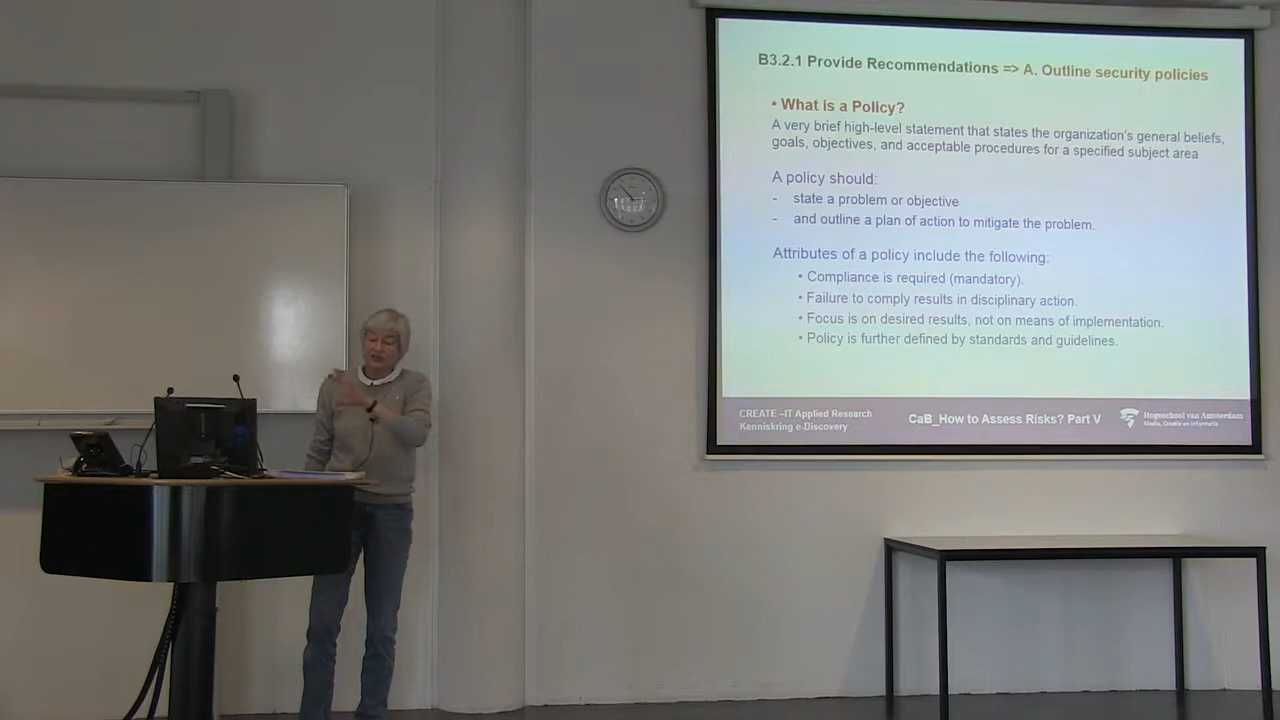 B3.2.1 Provide Recommendations => A. Outline security policies
• What is a Policy?
A very brief high-level statement that states the organization's general beliefs,
goals, objectives, and acceptable procedures for a specified subject area
A policy should:
- state a problem or objective
- and outline a plan of action to mitigate the problem.
Attributes of a policy include the following:
• Compliance is required (mandatory).
• Failure to comply results in disciplinary action.
• Focus is on desired results, not on means of implementation.
• Policy is further defined by standards and guidelines.
CREATE –IT Applied Research
Kenniskring e-Discovery
CaB_How to Assess Risks? Part V
Hogeschool van Amsterdam
Media, Creatie en Informatie